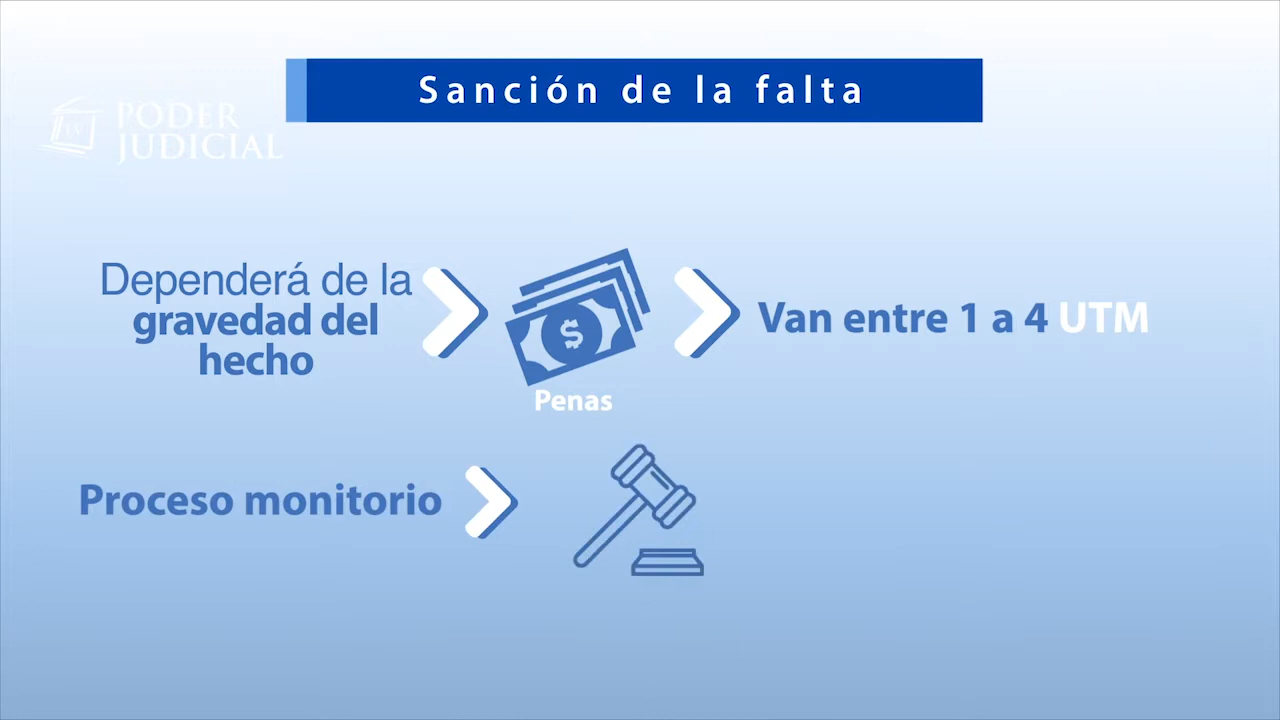 Sanción de la falta
TV
PODER
JUDICIAL
Dependerá de la
gravedad del
hecho
$
Penas
Van entre 1 a 4 UTM
Proceso monitorio